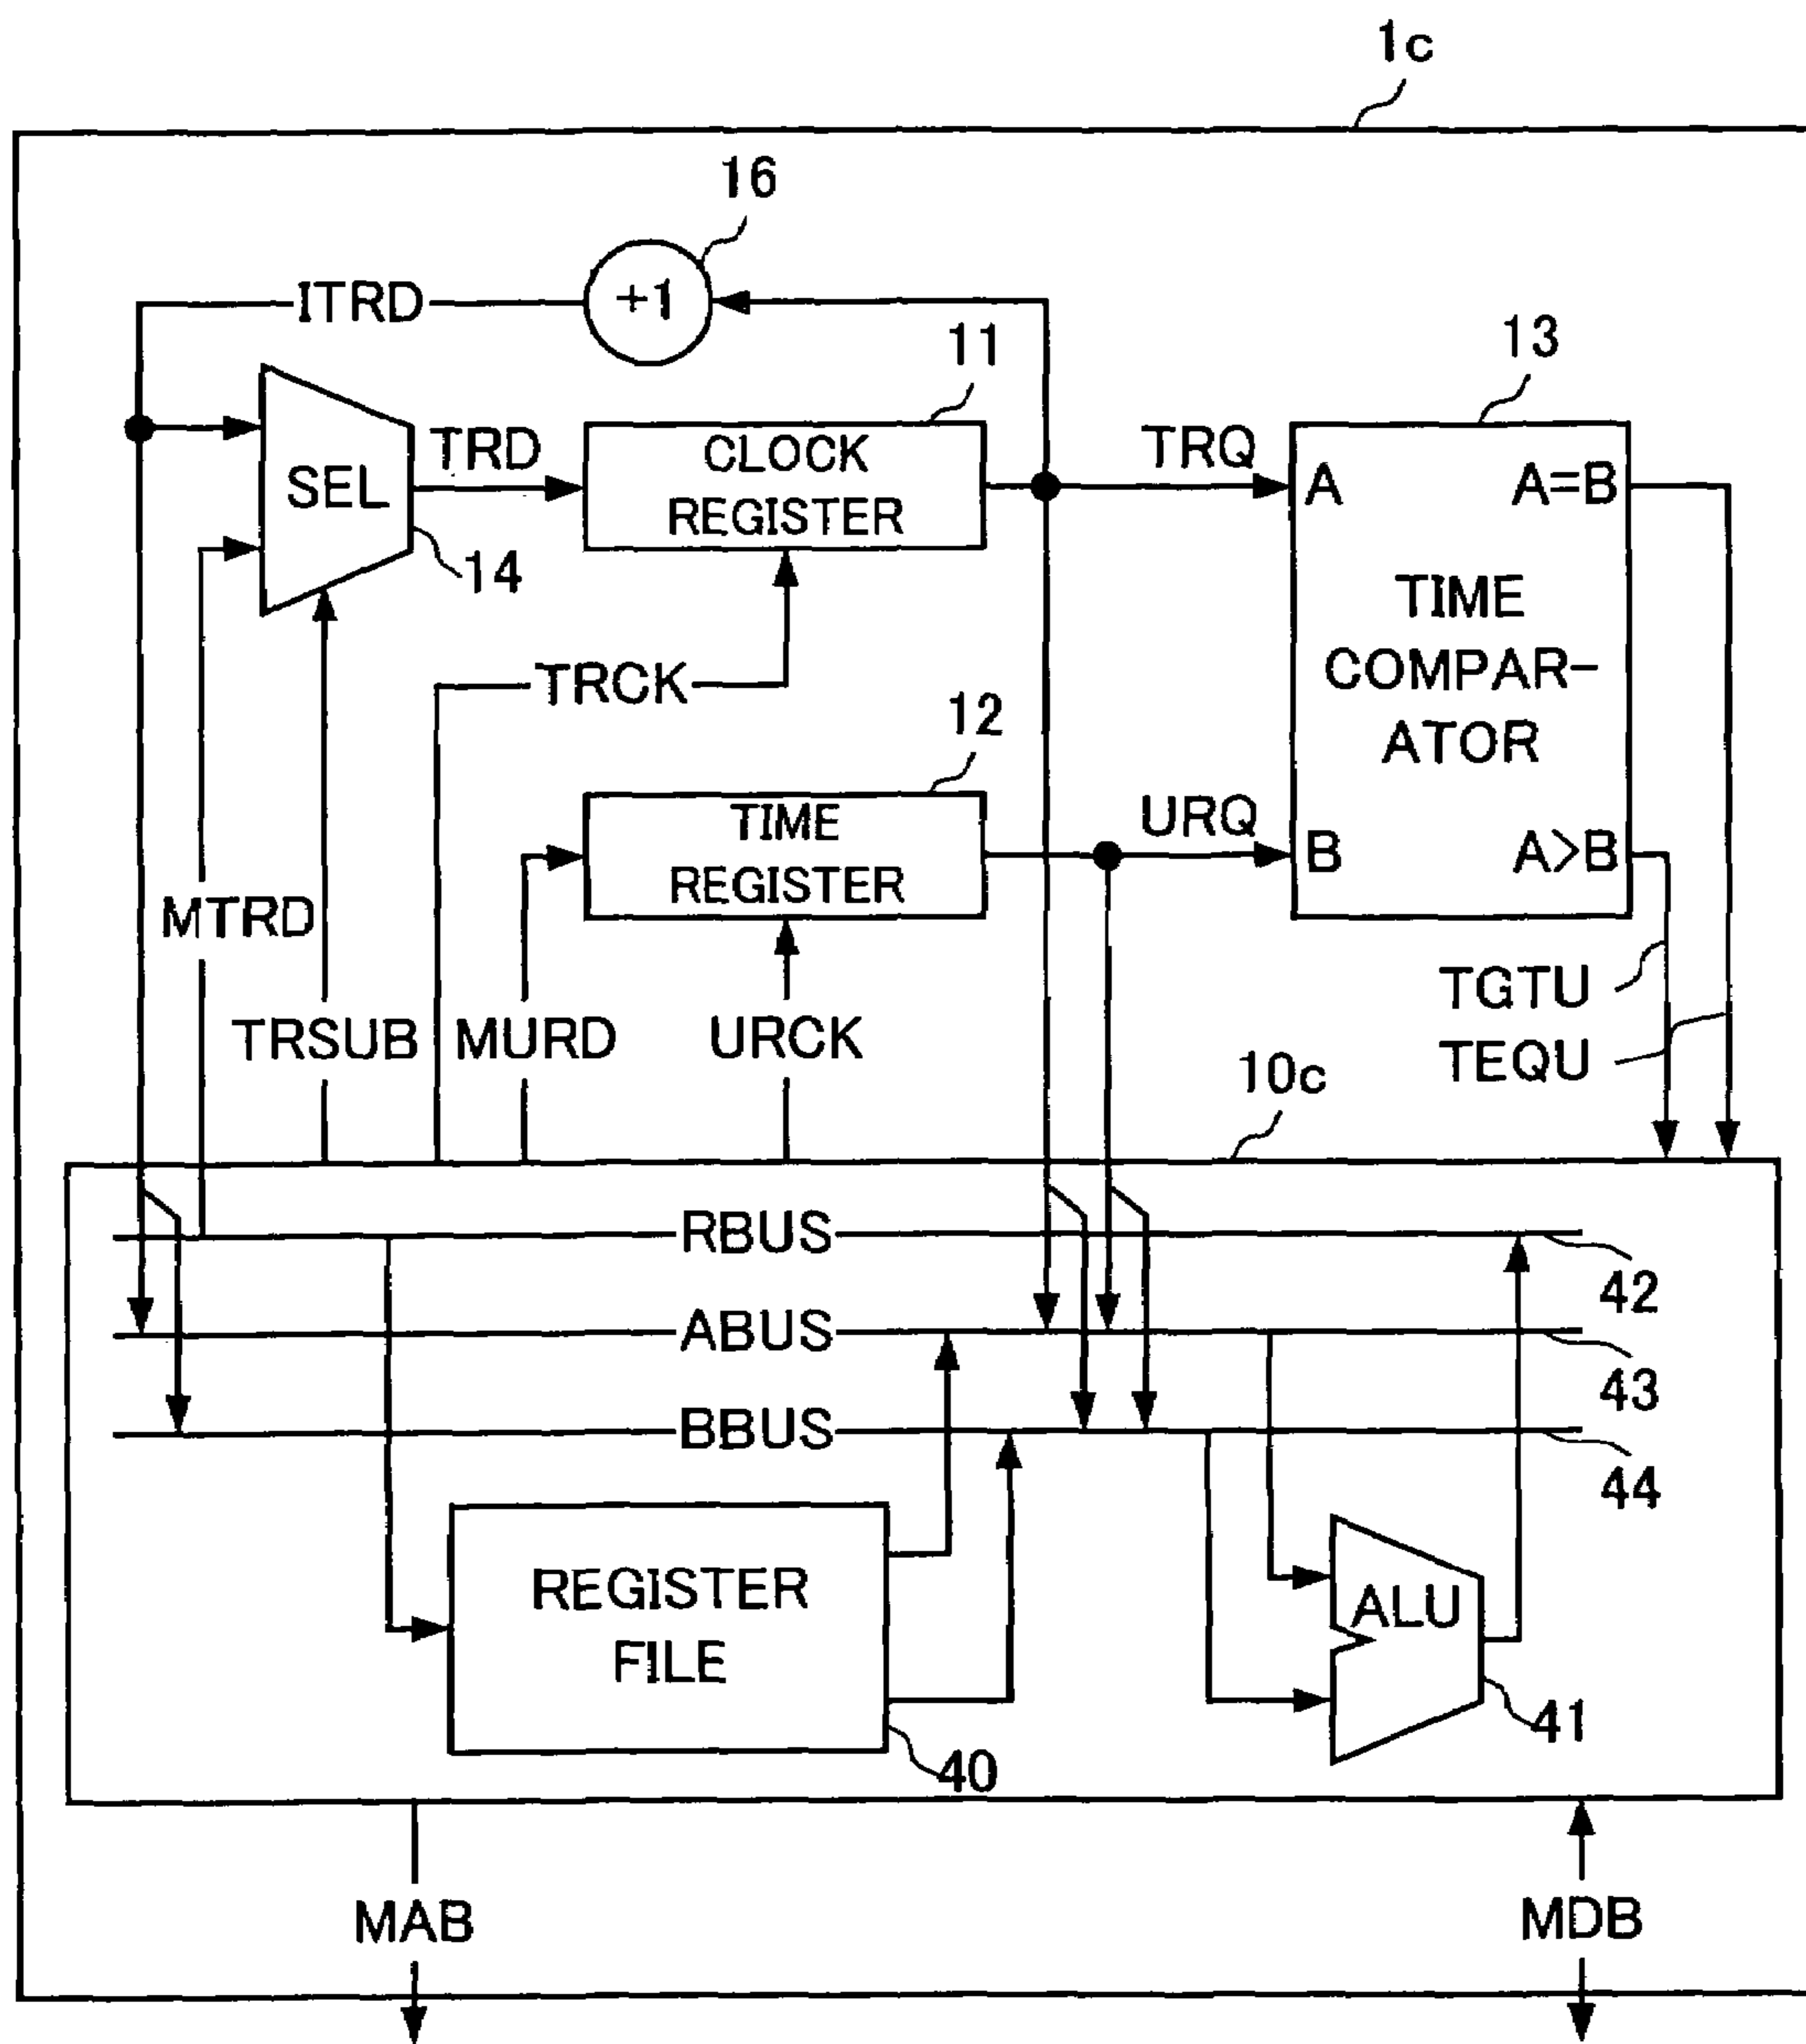 1c
16
ITRD
+1
11
13
SEL
TRD
CLOCK
REGISTER
TRQ
A
A=B
14
TIME
COMPAR-
ATOR
TRCK
12
TIME
REGISTER
URQ
B
A>B
MTRD
TGTU
TEQU
TRSUB
MURD
URCK
10c
RBUS
42
ABUS
43
BBUS
44
REGISTER
FILE
ALU
40
41
MAB
MDB